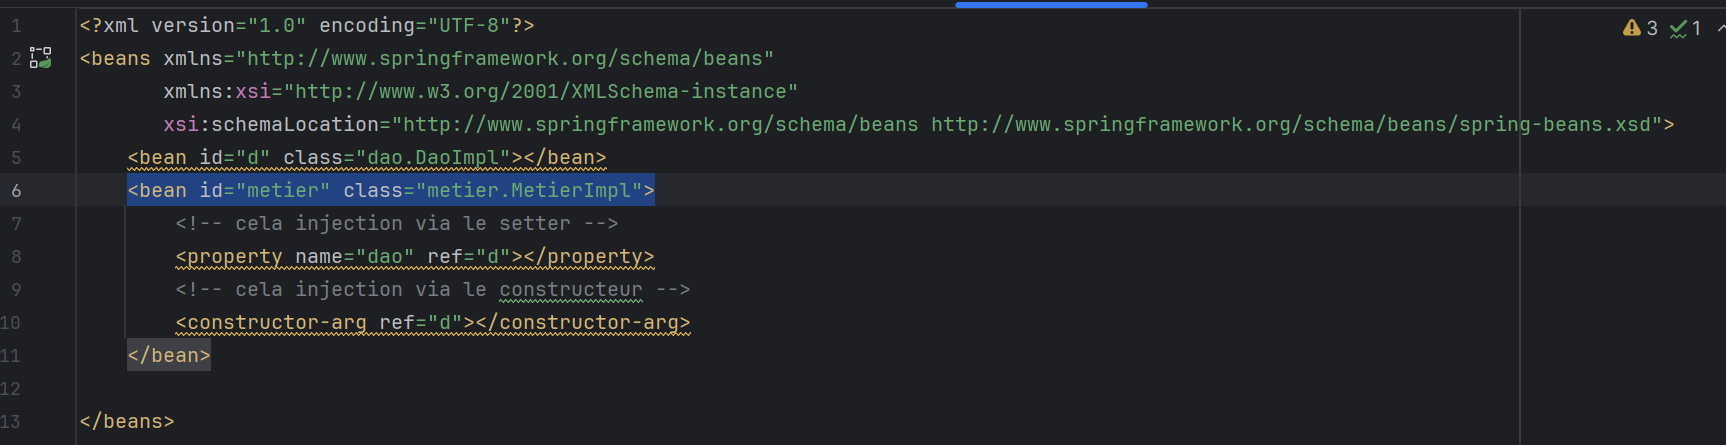 1 <?xml version="1.0" encoding="UTF-8"?>
2 <beans xmlns="http://www.springframework.org/schema/beans"
3 xmlns:xsi="http://www.w3.org/2001/XMLSchema-instance"
4 xsi:schemaLocation="http://www.springframework.org/schema/beans http://www.springframework.org/schema/beans/spring-beans.xsd">
5 <bean id="d" class="dao.DaoImpl"></bean>
6 <bean id="metier" class="metier.MetierImpl">
7 <!-- cela injection via le setter -->
8 <property name="dao" ref="d"></property>
9 <!-- cela injection via le constructeur -->
10 <constructor-arg ref="d"></constructor-arg>
11 </bean>
12
13 </beans>
3 1